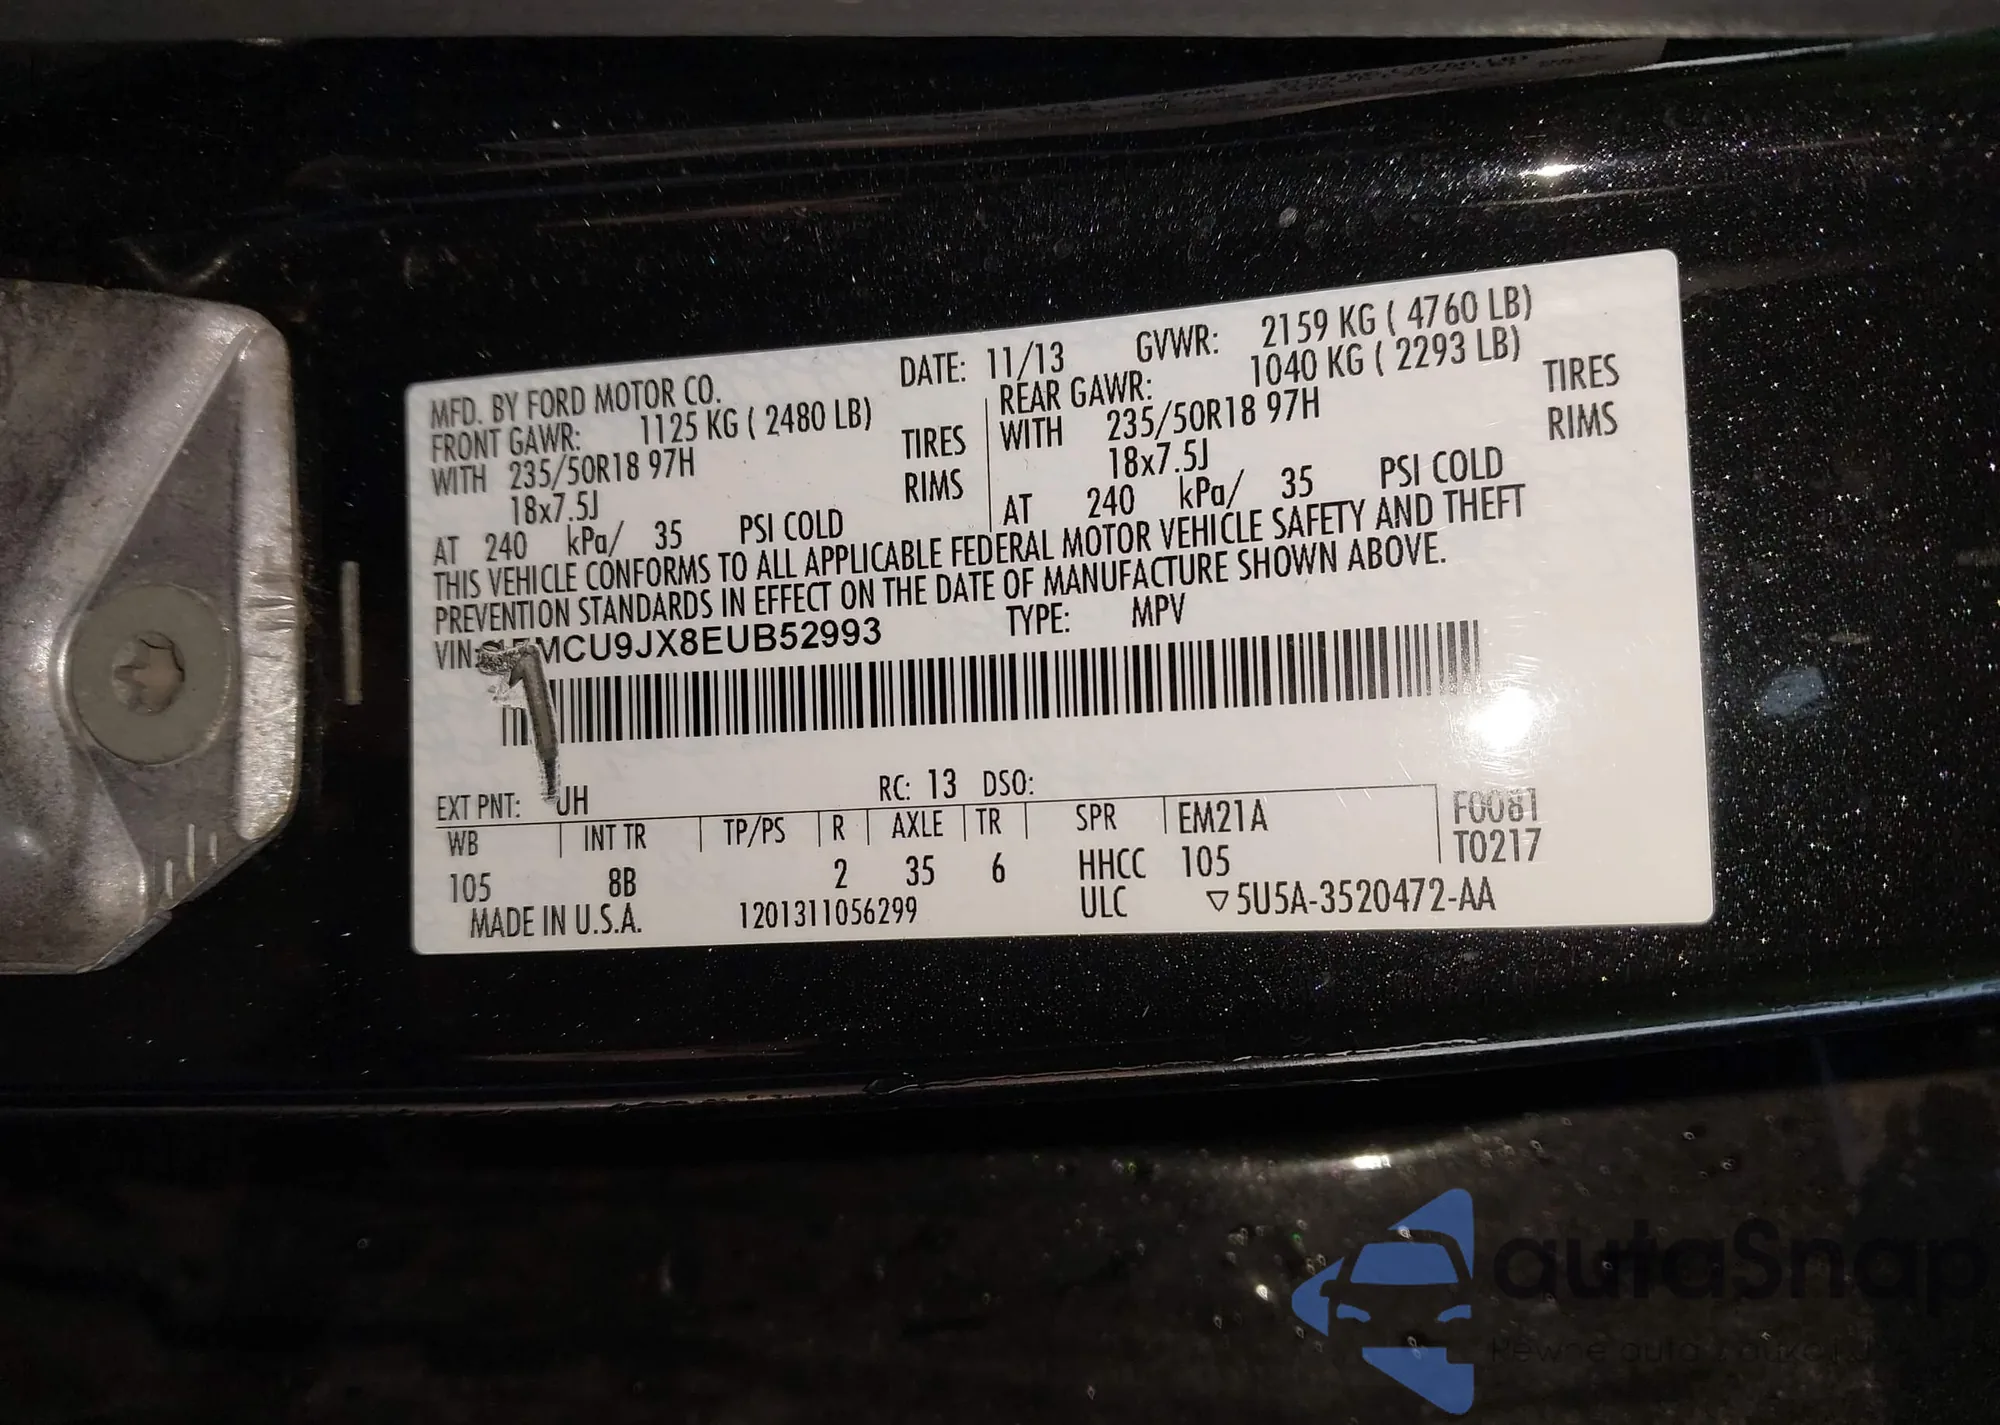 MFD. BY FORD MOTOR CO. DATE: 11/13 GVWR: 2159 KG ( 4760 LB)
FRONT GAWR: 1125 KG ( 2480 LB) REAR GAWR: 1040 KG ( 2293 LB)
WITH 235/50R18 97H TIRES WITH 235/50R18 97H TIRES
18x7.5J RIMS 18x7.5J RIMS
AT 240 kPa/ 35 PSI COLD AT 240 kPa/ 35 PSI COLD
THIS VEHICLE CONFORMS TO ALL APPLICABLE FEDERAL MOTOR VEHICLE SAFETY AND THEFT
PREVENTION STANDARDS IN EFFECT ON THE DATE OF MANUFACTURE SHOWN ABOVE.
VIN: MCU9JX8EUB52993 TYPE: MPV
EXT PNT: UH RC: 13 DSO:
WB INT TR TP/PS R AXLE TR SPR EM21A F0081
105 8B 2 35 6 HHCC 105 T0217
MADE IN U.S.A. 1201311056299 ULC ▽5U5A-3520472-AA
autaSnap